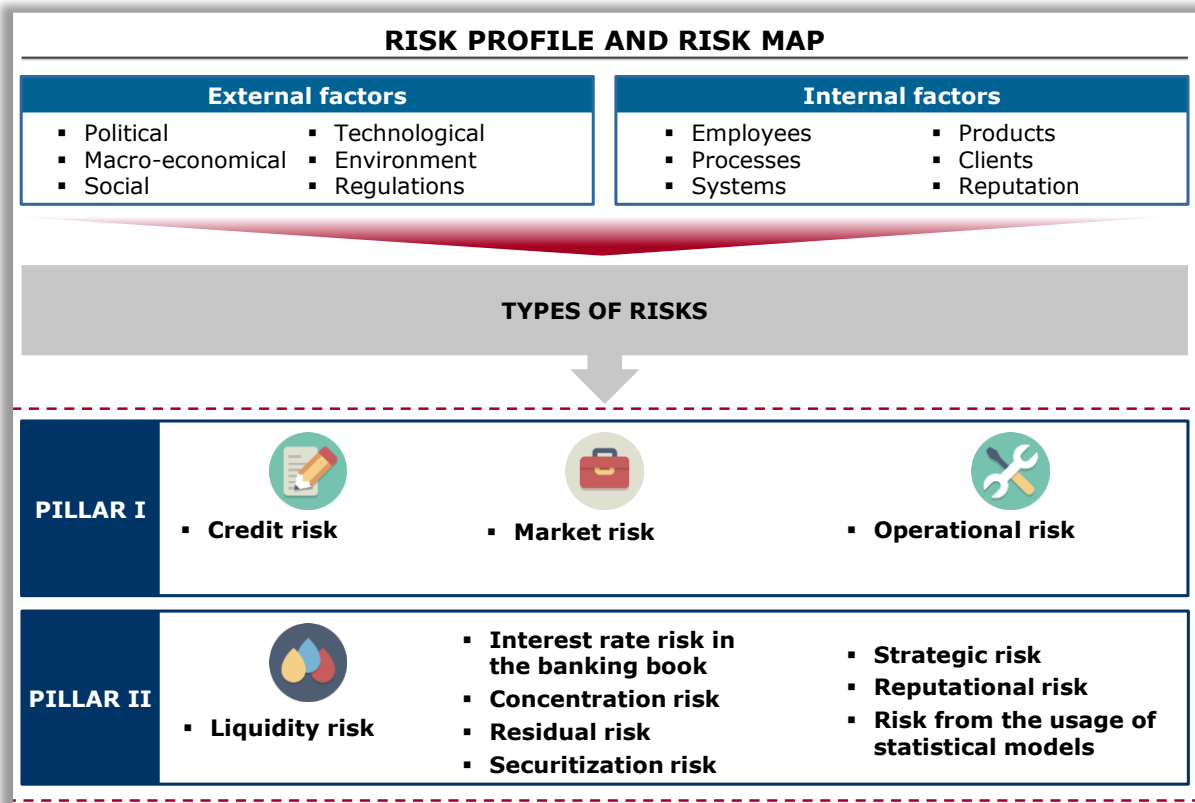 RISK PROFILE AND RISK MAP
External factors
▪ Political
▪ Macro-economical
▪ Social
▪ Technological
▪ Environment
▪ Regulations
Internal factors
▪ Employees
▪ Processes
▪ Systems
▪ Products
▪ Clients
▪ Reputation
TYPES OF RISKS
PILLAR I
▪ Credit risk
▪ Market risk
▪ Operational risk
PILLAR II
▪ Liquidity risk
▪ Interest rate risk in
the banking book
▪ Concentration risk
▪ Residual risk
▪ Securitization risk
▪ Strategic risk
▪ Reputational risk
▪ Risk from the usage of
statistical models